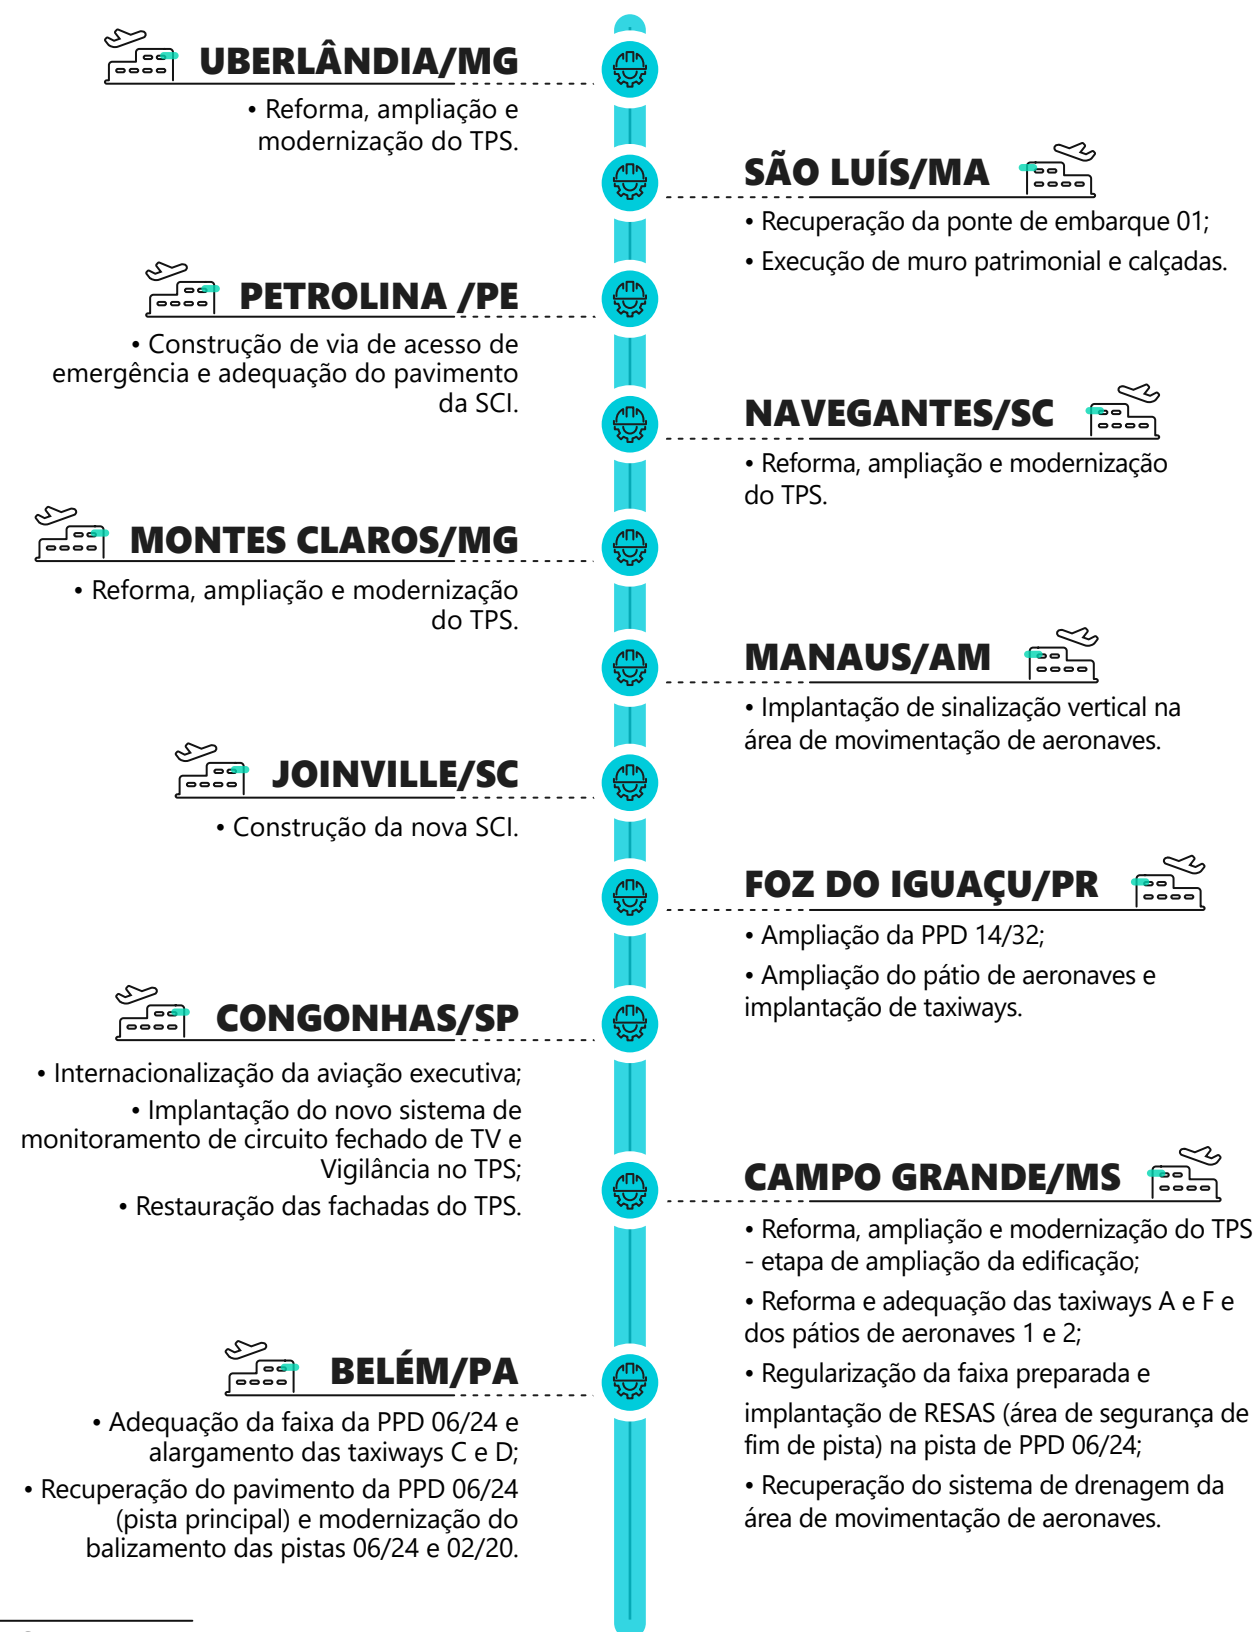 UBERLÂNDIA/MG
• Reforma, ampliação e
modernização do TPS.
SÃO LUÍS/MA
• Recuperação da ponte de embarque 01;
• Execução de muro patrimonial e calçadas.
PETROLINA /PE
• Construção de via de acesso de
emergência e adequação do pavimento
da SCI.
NAVEGANTES/SC
• Reforma, ampliação e modernização
do TPS.
MONTES CLAROS/MG
• Reforma, ampliação e modernização
do TPS.
MANAUS/AM
• Implantação de sinalização vertical na
área de movimentação de aeronaves.
JOINVILLE/SC
• Construção da nova SCI.
FOZ DO IGUAÇU/PR
• Ampliação da PPD 14/32;
• Ampliação do pátio de aeronaves e
implantação de taxiways.
CONGONHAS/SP
• Internacionalização da aviação executiva;
• Implantação do novo sistema de
monitoramento de circuito fechado de TV e
Vigilância no TPS;
• Restauração das fachadas do TPS.
CAMPO GRANDE/MS
• Reforma, ampliação e modernização do TPS
- etapa de ampliação da edificação;
• Reforma e adequação das taxiways A e F e
dos pátios de aeronaves 1 e 2;
• Regularização da faixa preparada e
implantação de RESAS (área de segurança de
fim de pista) na pista de PPD 06/24;
• Recuperação do sistema de drenagem da
área de movimentação de aeronaves.
BELÉM/PA
• Adequação da faixa da PPD 06/24 e
alargamento das taxiways C e D;
• Recuperação do pavimento da PPD 06/24
(pista principal) e modernização do
balizamento das pistas 06/24 e 02/20.